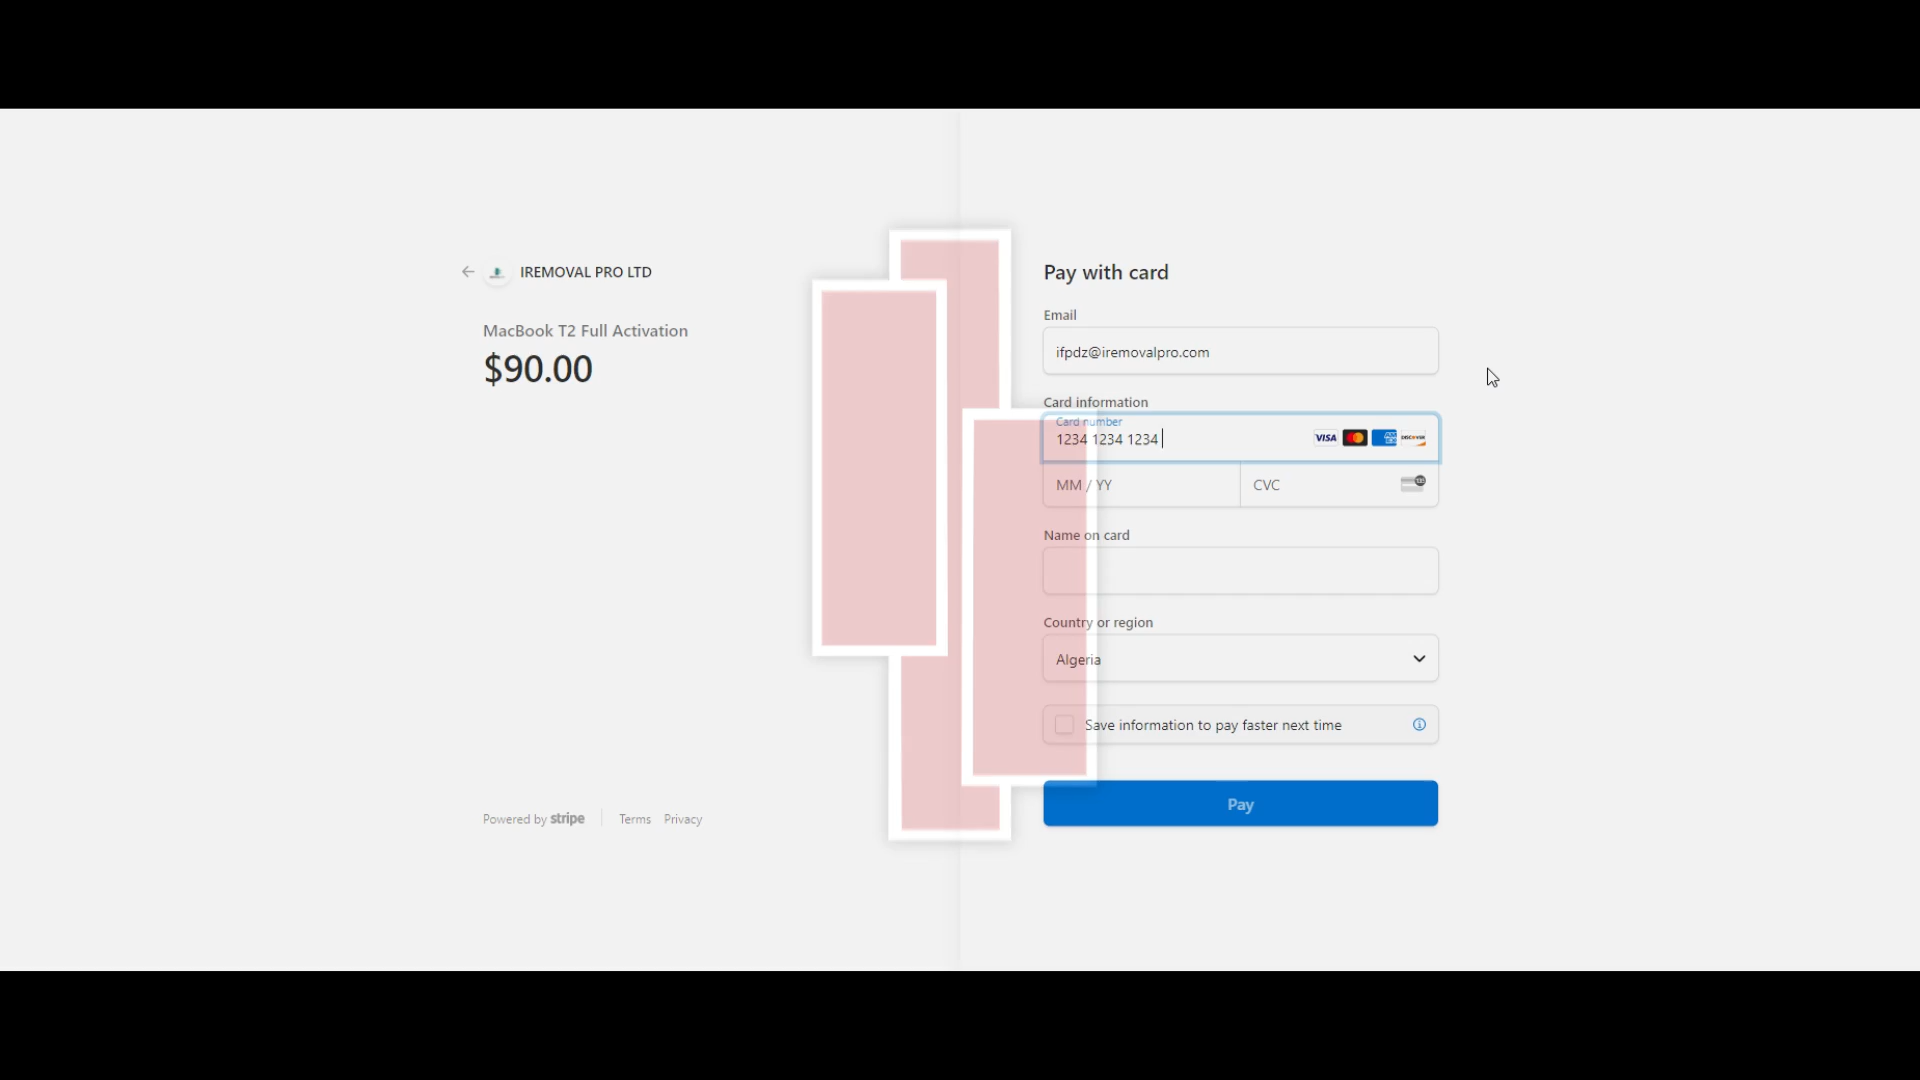 IREMOVAL PRO LTD
MacBook T2 Full Activation
$90.00
Powered by stripe
Terms Privacy
Pay with card
Email
ifpdz@iremovalpro.com
Card information
Card number
1234 1234 1234
VISA
DISCOVER
MM / YY
CVC
135
Name on card
Country or region
Algeria
Save information to pay faster next time
Pay